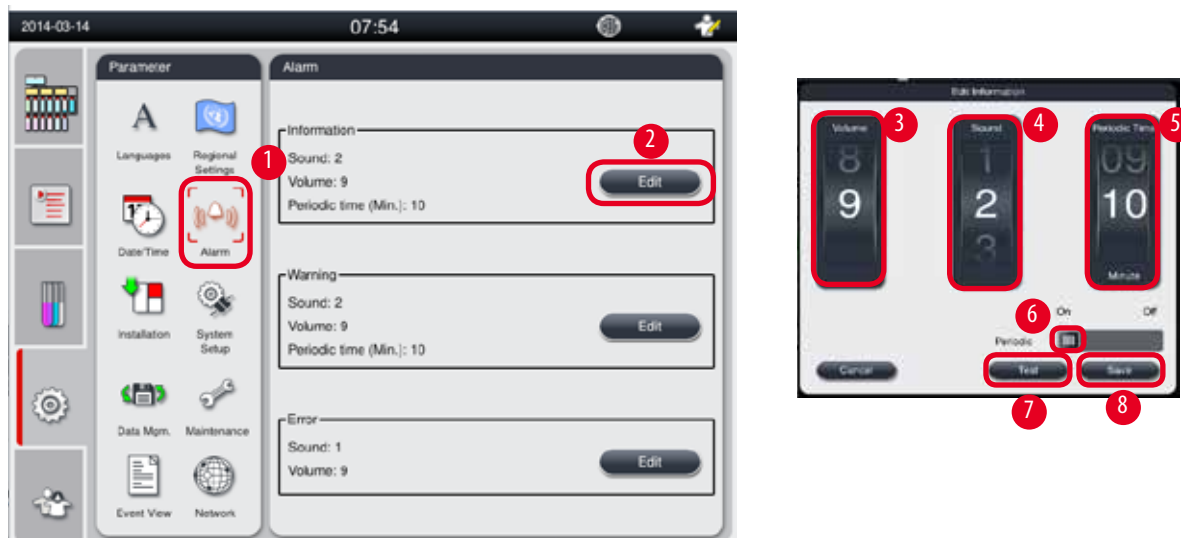 2014-03-14
07:54
Parameter
Languages
Regional
Settings
Date/Time
Alarm
Installation
System
Setup
Data Mgm.
Maintenance
Event View
Network
Alarm
1
Information
Sound: 2
Volume: 9
Periodic time (Min.): 10
2
Edit
Warning
Sound: 2
Volume: 9
Periodic time (Min.): 10
Edit
Error
Sound: 1
Volume: 9
Edit
Edit Information
Volume
3
8
9
Sound
4
1
2
3
Periodic Time
5
09
10
Minute
6
On
Off
Periodic
Cancel
Test
Save
7
8